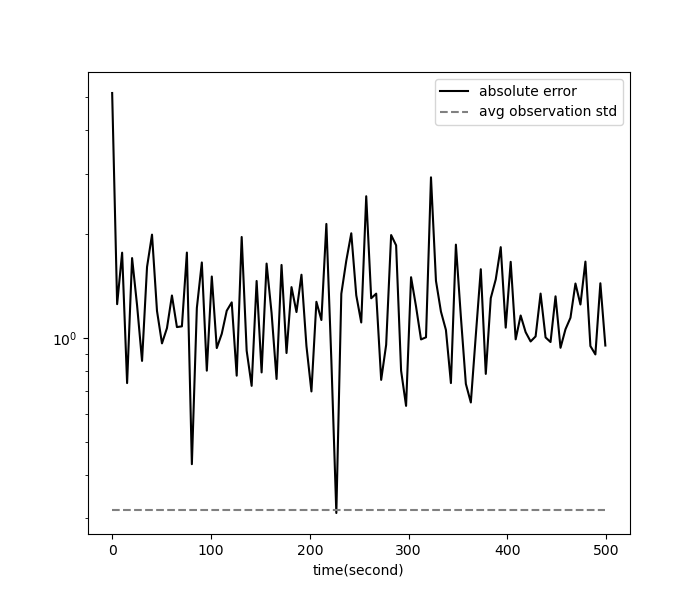 absolute error
avg observation std
10⁰
0 100 200 300 400 500
time(second)